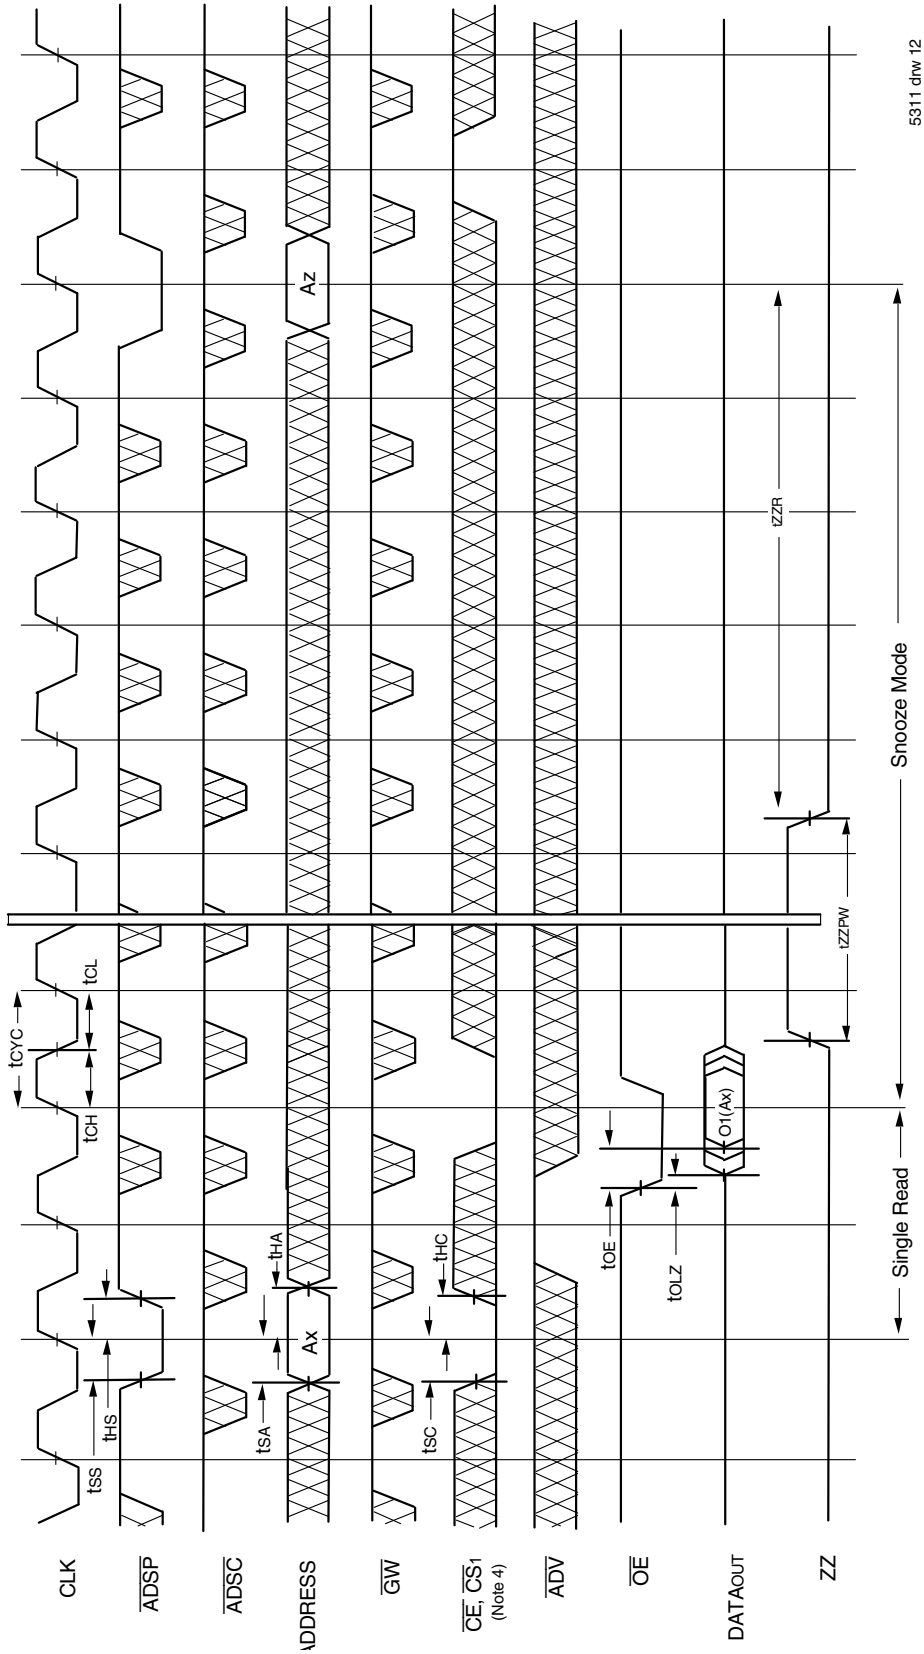 CLK
tCYC
tCH
tCL
tSS
tHS
ADSP
ADSC
ADDRESS
tSA
tHA
Ax
Az
GW
CE, CS1
(Note 4)
tSC
tHC
ADV
OE
tOE
tOLZ
DATAOUT
O1(Ax)
ZZ
tZZPW
tZZR
Single Read
Snooze Mode
5311 drw 12